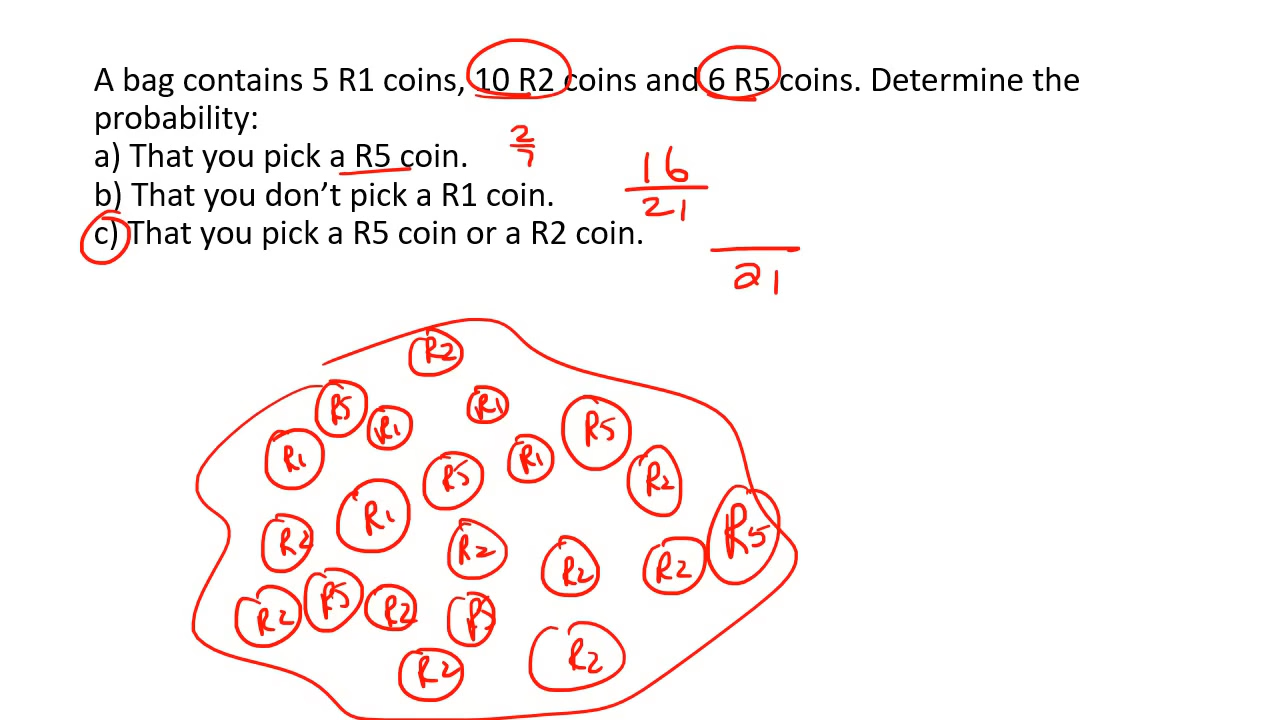 A bag contains 5 R1 coins, 10 R2 coins and 6 R5 coins. Determine the
probability:
a) That you pick a R5 coin.
2
7
b) That you don’t pick a R1 coin.
16
21
c) That you pick a R5 coin or a R2 coin.
21
R2
R5
R1
R1
R5
R1
R5
R1
R2
R1
R5
R2
R2
R2
R2
R2
R5
R2
R5
R2
R2